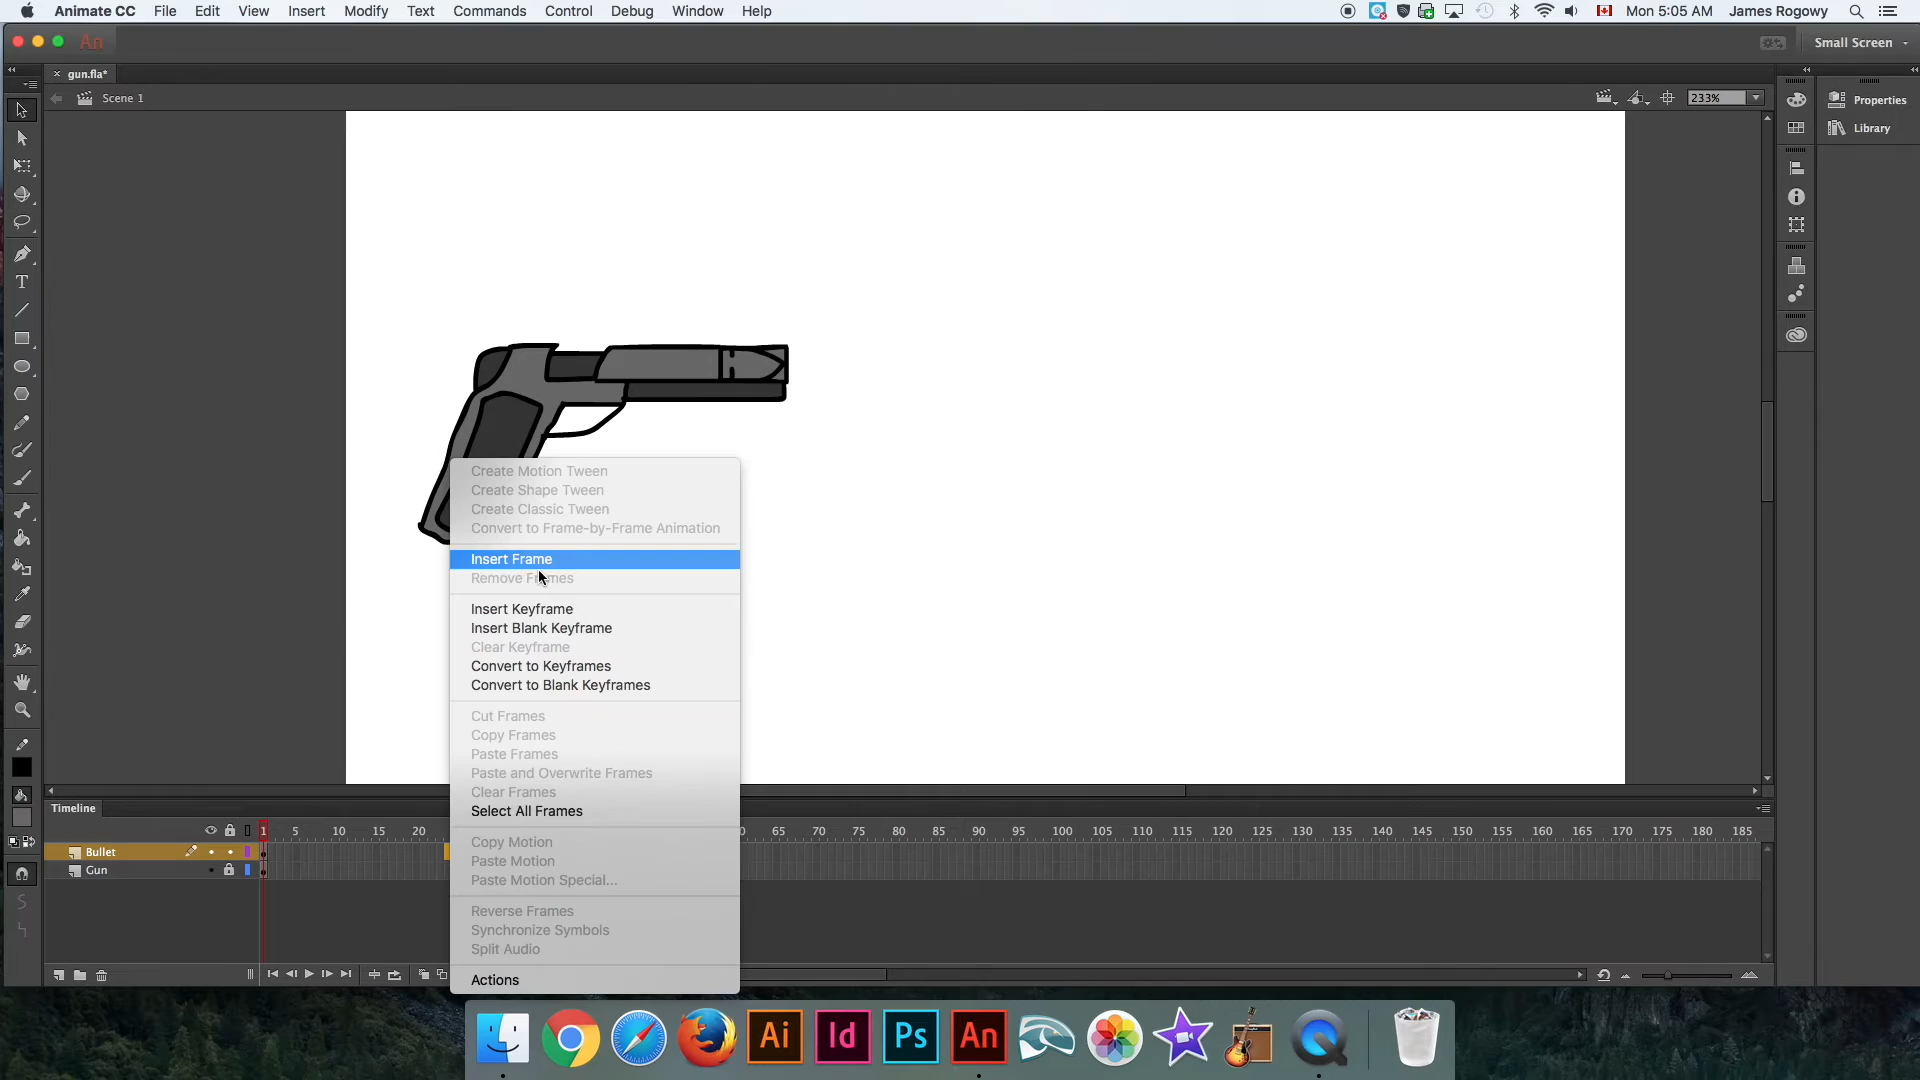 Animate CC File Edit View Insert Modify Text Commands Control Debug Window Help Mon 5:05 AM James Rogowy
An Small Screen
gun.fla*
Scene 1 233%
Properties
Library
Create Motion Tween
Create Shape Tween
Create Classic Tween
Convert to Frame-by-Frame Animation
Insert Frame
Remove Frames
Insert Keyframe
Insert Blank Keyframe
Clear Keyframe
Convert to Keyframes
Convert to Blank Keyframes
Cut Frames
Copy Frames
Paste Frames
Paste and Overwrite Frames
Clear Frames
Select All Frames
Copy Motion
Paste Motion
Paste Motion Special...
Reverse Frames
Synchronize Symbols
Split Audio
Actions
Timeline
1 5 10 15 20 0 65 70 75 80 85 90 95 100 105 110 115 120 125 130 135 140 145 150 155 160 165 170 175 180 185
Bullet
Gun
Ai Id Ps An